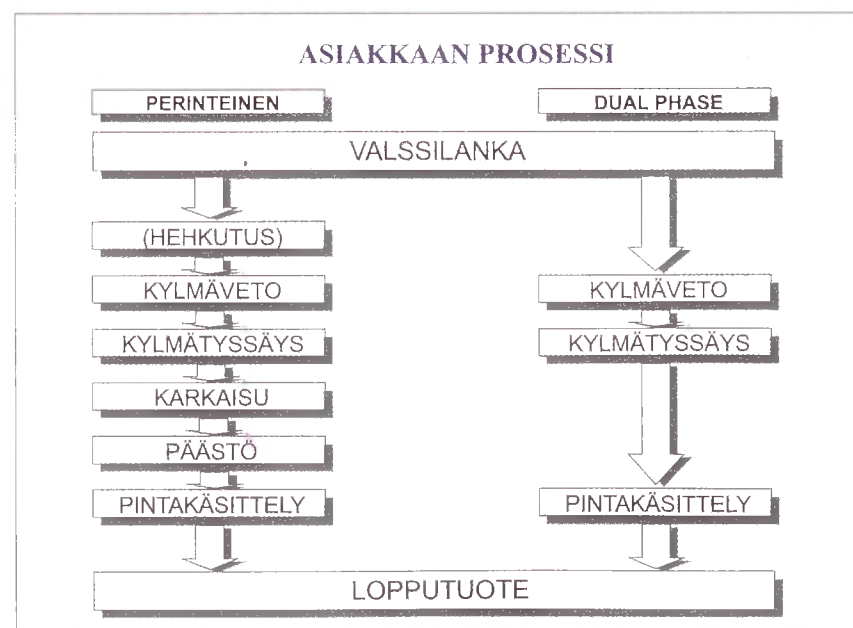 ASIAKKAAN PROSESSI
PERINTEINEN
DUAL PHASE
VALSSILANKA
(HEHKUTUS)
KYLMÄVETO
KYLMÄTYSSÄYS
KARKAISU
PÄÄSTÖ
PINTAKÄSITTELY
KYLMÄVETO
KYLMÄTYSSÄYS
PINTAKÄSITTELY
LOPPUTUOTE